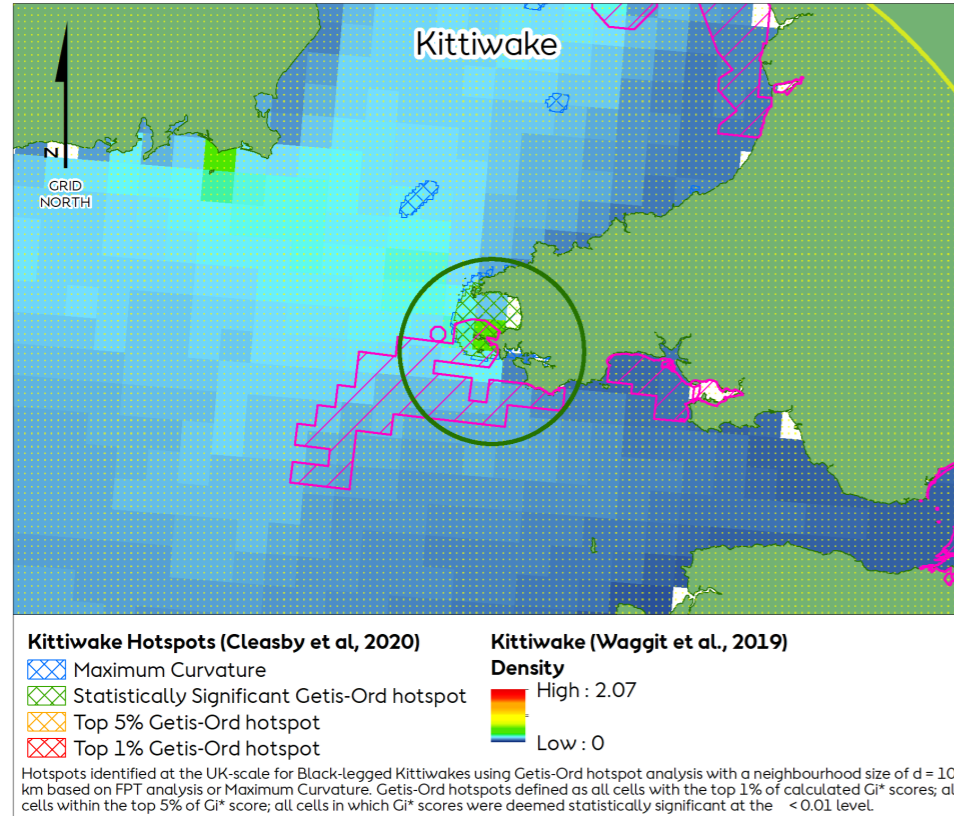 Kittiwake
N
GRID
NORTH
Kittiwake Hotspots (Cleasby et al, 2020)
Maximum Curvature
Statistically Significant Getis-Ord hotspot
Top 5% Getis-Ord hotspot
Top 1% Getis-Ord hotspot
Kittiwake (Waggit et al., 2019)
Density
High : 2.07
Low : 0
Hotspots identified at the UK-scale for Black-legged Kittiwakes using Getis-Ord hotspot analysis with a neighbourhood size of d = 10
km based on FPT analysis or Maximum Curvature. Getis-Ord hotspots defined as all cells with the top 1% of calculated Gi* scores; al
cells within the top 5% of Gi* score; all cells in which Gi* scores were deemed statistically significant at the < 0.01 level.